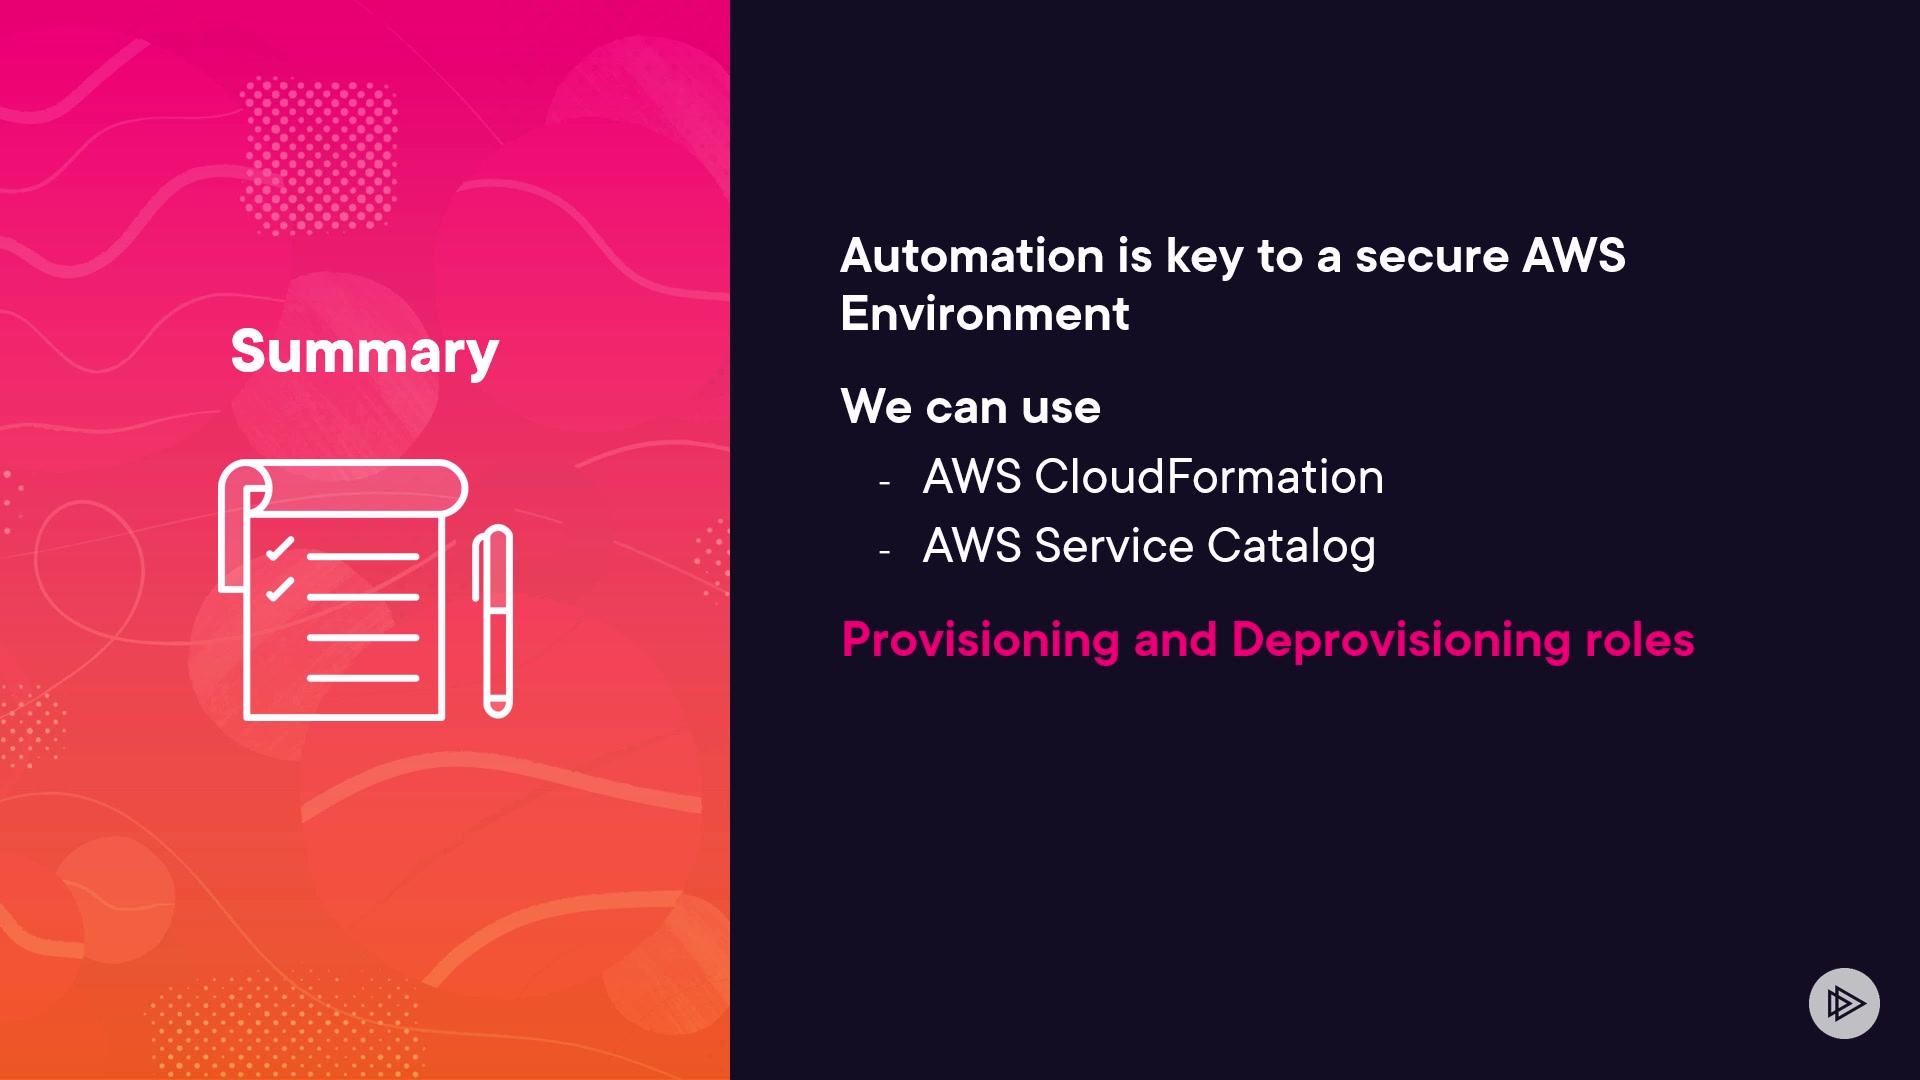 Summary
Automation is key to a secure AWS
Environment
We can use
- AWS CloudFormation
- AWS Service Catalog
Provisioning and Deprovisioning roles